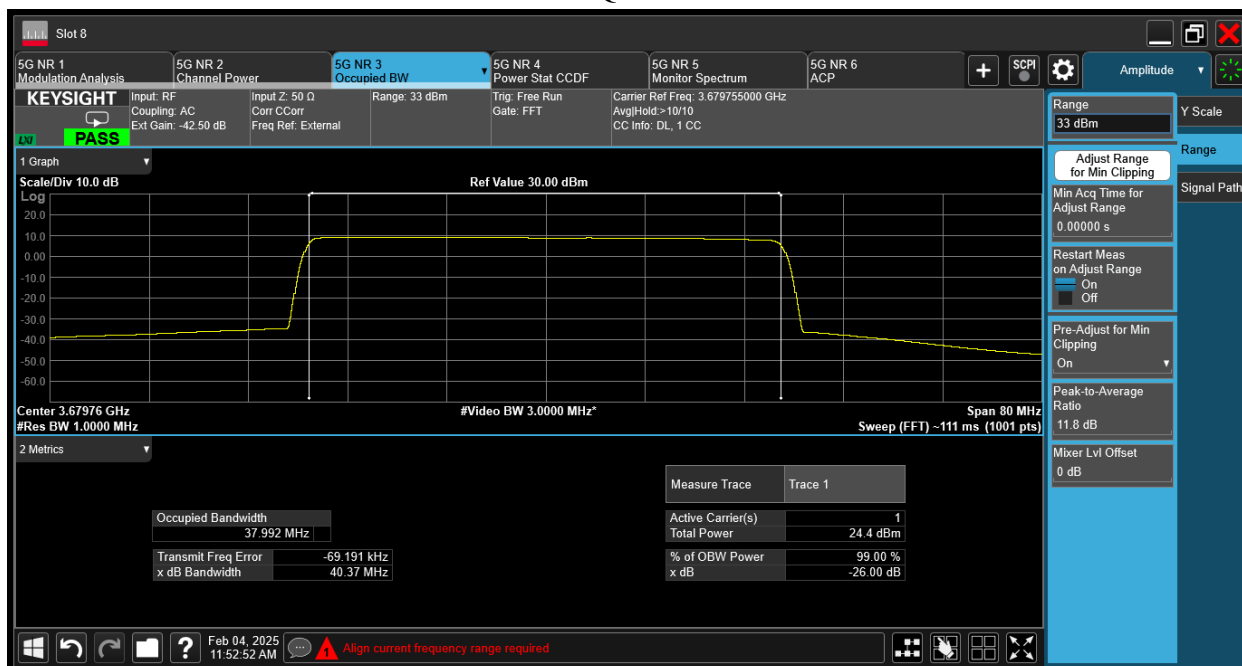 Slot 8
5G NR 1
Modulation Analysis
5G NR 2
Channel Power
5G NR 3
Occupied BW
5G NR 4
Power Stat CCDF
5G NR 5
Monitor Spectrum
5G NR 6
ACP
+
SCPI
Amplitude
KEYSIGHT
LXI
PASS
Input: RF
Coupling: AC
Ext Gain: -42.50 dB
Input Z: 50 Ω
Corr CCorr
Freq Ref: External
Range: 33 dBm
Trig: Free Run
Gate: FFT
Carrier Ref Freq: 3.679755000 GHz
Avg|Hold:>10/10
CC Info: DL, 1 CC
1 Graph
Scale/Div 10.0 dB
Ref Value 30.00 dBm
Log
20.0
10.0
0.00
-10.0
-20.0
-30.0
-40.0
-50.0
-60.0
Center 3.67976 GHz
#Video BW 3.0000 MHz*
Span 80 MHz
#Res BW 1.0000 MHz
Sweep (FFT) ~111 ms (1001 pts)
2 Metrics
Measure Trace Trace 1
Occupied Bandwidth
37.992 MHz
Transmit Freq Error -69.191 kHz
x dB Bandwidth 40.37 MHz
Active Carrier(s) 1
Total Power 24.4 dBm
% of OBW Power 99.00 %
x dB -26.00 dB
Range
33 dBm
Adjust Range
for Min Clipping
Min Acq Time for
Adjust Range
0.00000 s
Restart Meas
on Adjust Range
On
Off
Pre-Adjust for Min
Clipping
On
Peak-to-Average
Ratio
11.8 dB
Mixer Lvl Offset
0 dB
Y Scale
Range
Signal Path
?
Feb 04, 2025
11:52:52 AM
1
Align current frequency range required